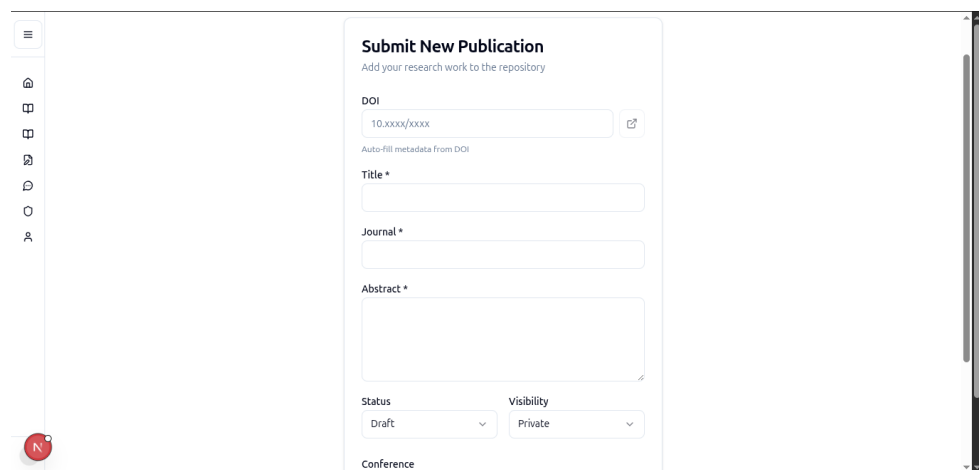 Submit New Publication
Add your research work to the repository
DOI
10.xxxx/xxxx
Auto-fill metadata from DOI
Title *
Journal *
Abstract *
Status Visibility
Draft Private
Conference
N